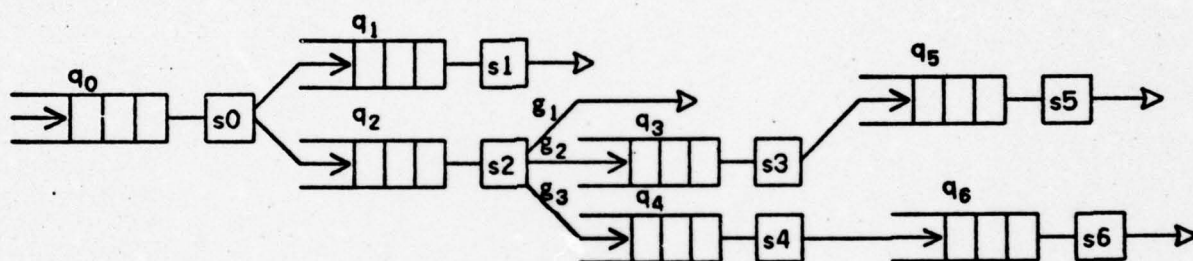 q₀
s0
q₁
s1
q₂
s2
g₁
g₂
g₃
q₃
s3
q₄
s4
q₅
s5
q₆
s6